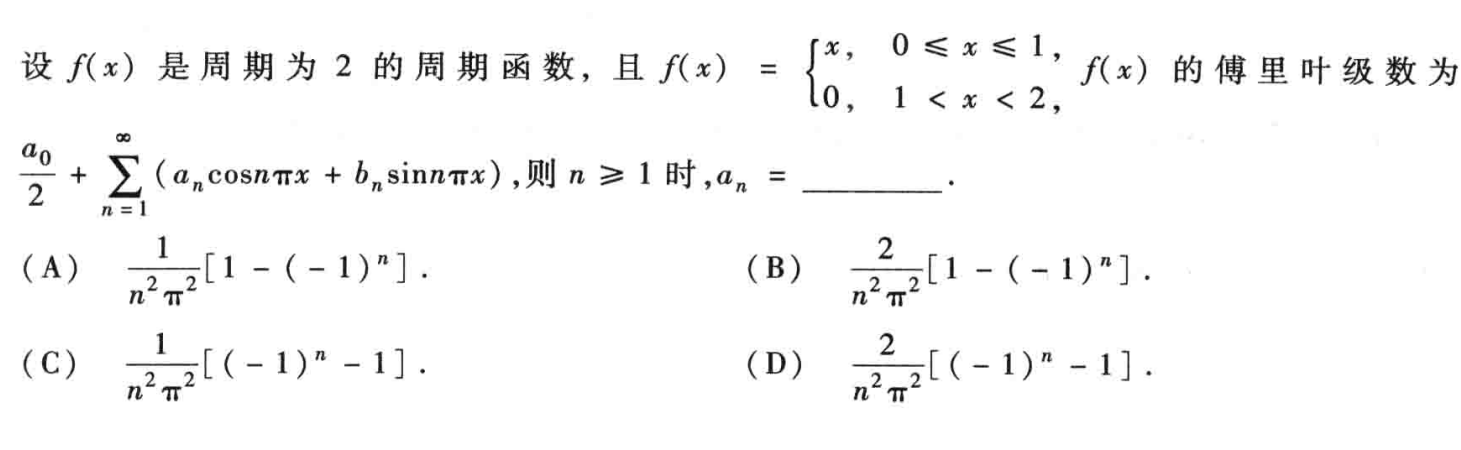 设 f(x) 是周期为 2 的周期函数, 且 f(x) = {x, 0 ≤ x ≤ 1, 0, 1 < x < 2, f(x) 的傅里叶级数为
a₀/2 + ∑_{n=1}^{∞} (aₙcosnπx + bₙsinnπx),则 n ≥ 1 时,aₙ = ________.
(A) 1/(n²π²)[1 - (-1)ⁿ]. (B) 2/(n²π²)[1 - (-1)ⁿ].
(C) 1/(n²π²)[(-1)ⁿ - 1]. (D) 2/(n²π²)[(-1)ⁿ - 1].